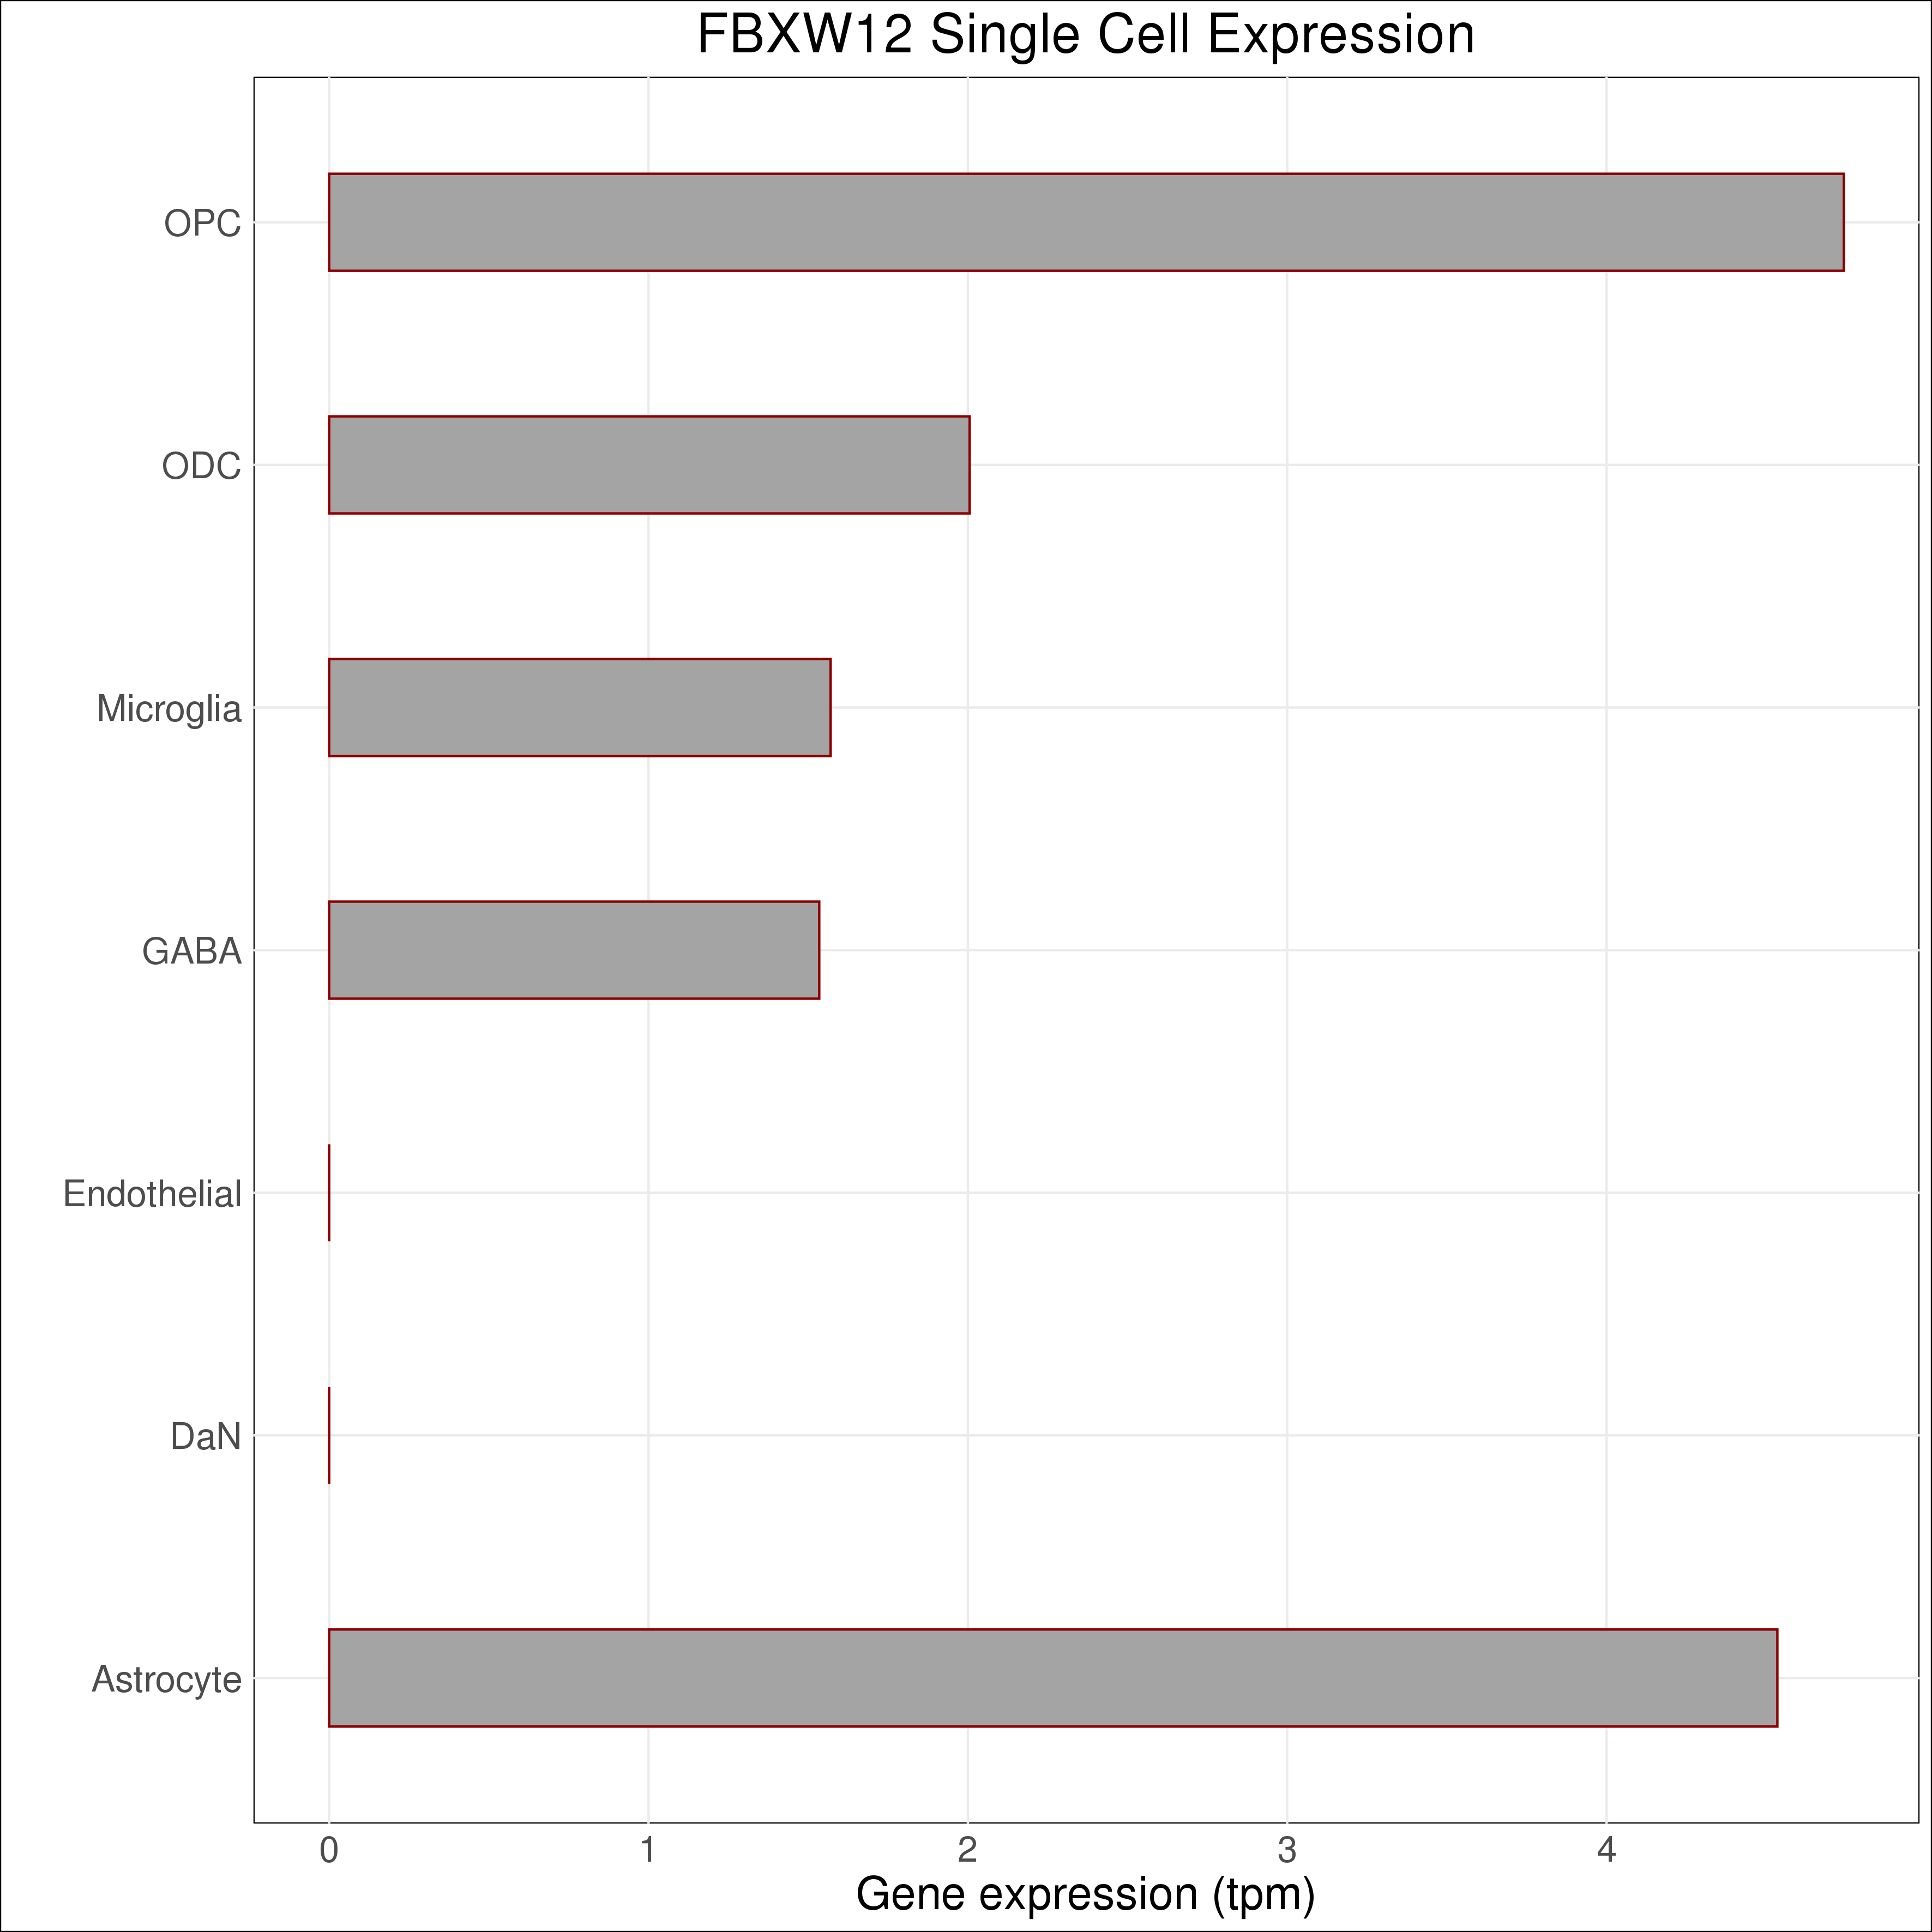 FBXW12 Single Cell Expression
OPC
ODC
Microglia
GABA
Endothelial
DaN
Astrocyte
0 1 2 3 4
Gene expression (tpm)